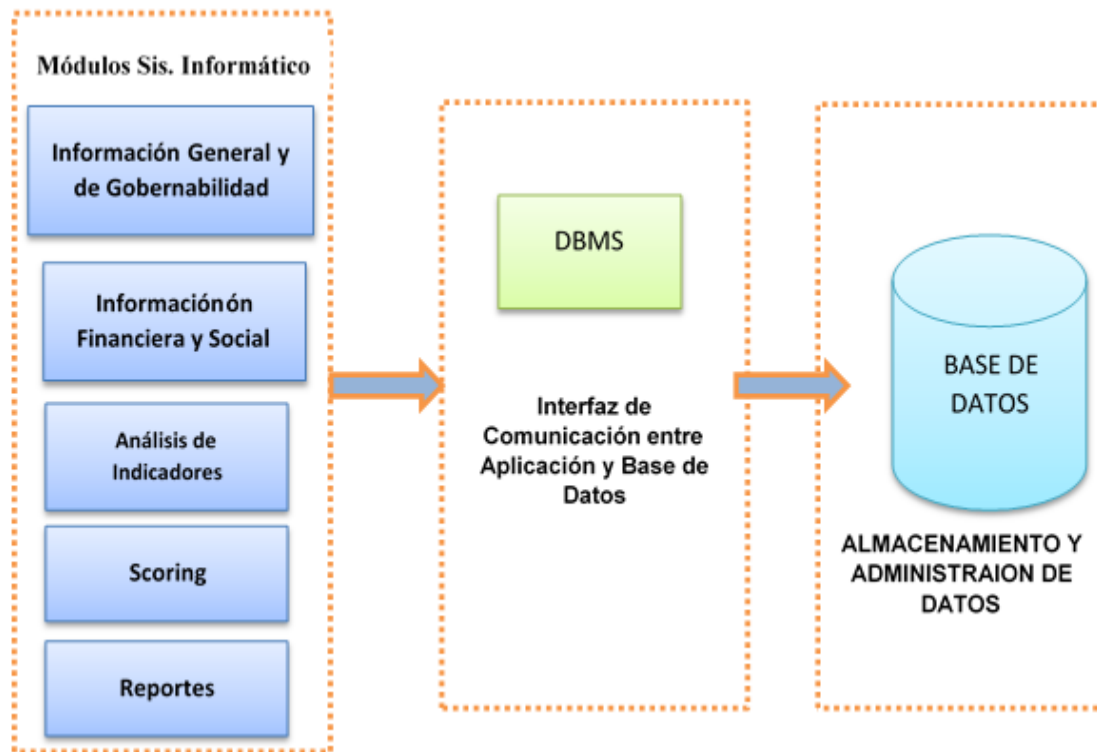 Módulos Sis. Informático
Información General y
de Gobernabilidad
Informaciónón
Financiera y Social
Análisis de
Indicadores
Scoring
Reportes
DBMS
Interfaz de
Comunicación entre
Aplicación y Base de
Datos
BASE DE
DATOS
ALMACENAMIENTO Y
ADMINISTRAION DE
DATOS